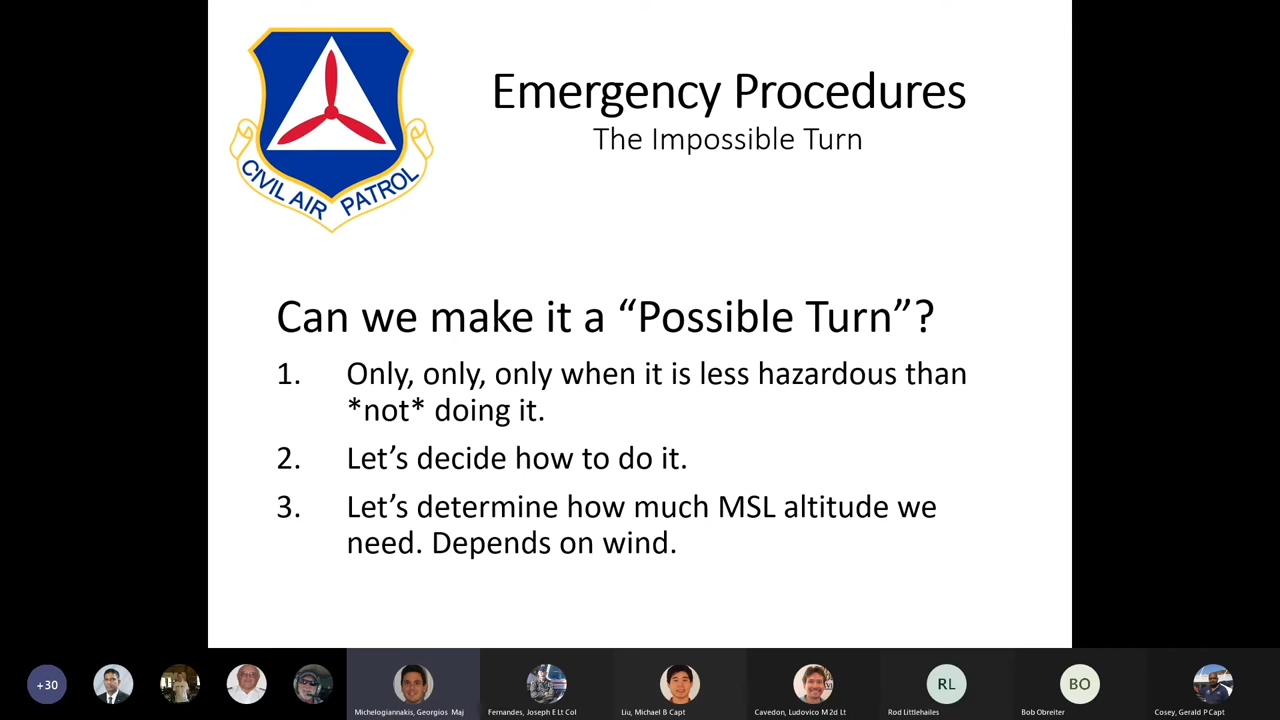 CIVIL AIR PATROL
Emergency Procedures
The Impossible Turn
Can we make it a “Possible Turn”?
1. Only, only, only when it is less hazardous than
*not* doing it.
2. Let’s decide how to do it.
3. Let’s determine how much MSL altitude we
need. Depends on wind.
+30
RL
BO
Michelogiannakis, Georgios Maj
Fernandes, Joseph E Lt Col
Liu, Michael B Capt
Cavedon, Ludovico M 2d Lt
Rod Littlehailes
Bob Obreiter
Cosey, Gerald P Capt